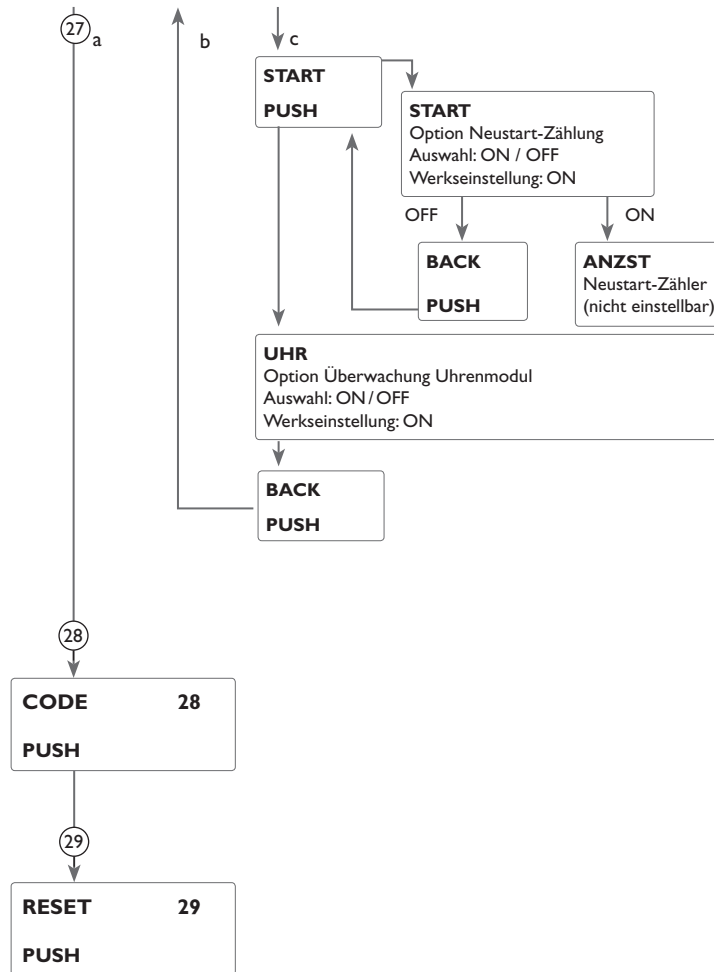 27 a b c
START
PUSH
START
Option Neustart-Zählung
Auswahl: ON / OFF
Werkseinstellung: ON
OFF ON
BACK
PUSH
ANZST
Neustart-Zähler
(nicht einstellbar)
UHR
Option Überwachung Uhrenmodul
Auswahl: ON / OFF
Werkseinstellung: ON
BACK
PUSH
28
CODE 28
PUSH
29
RESET 29
PUSH